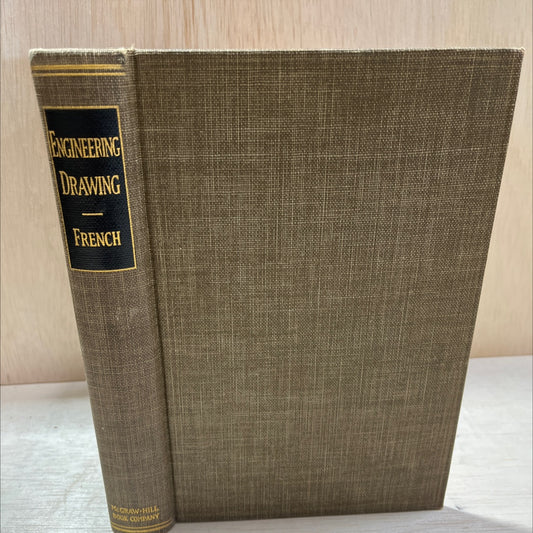 ENGINEERING
DRAWING
FRENCH
McGRAW-HILL
BOOK COMPANY